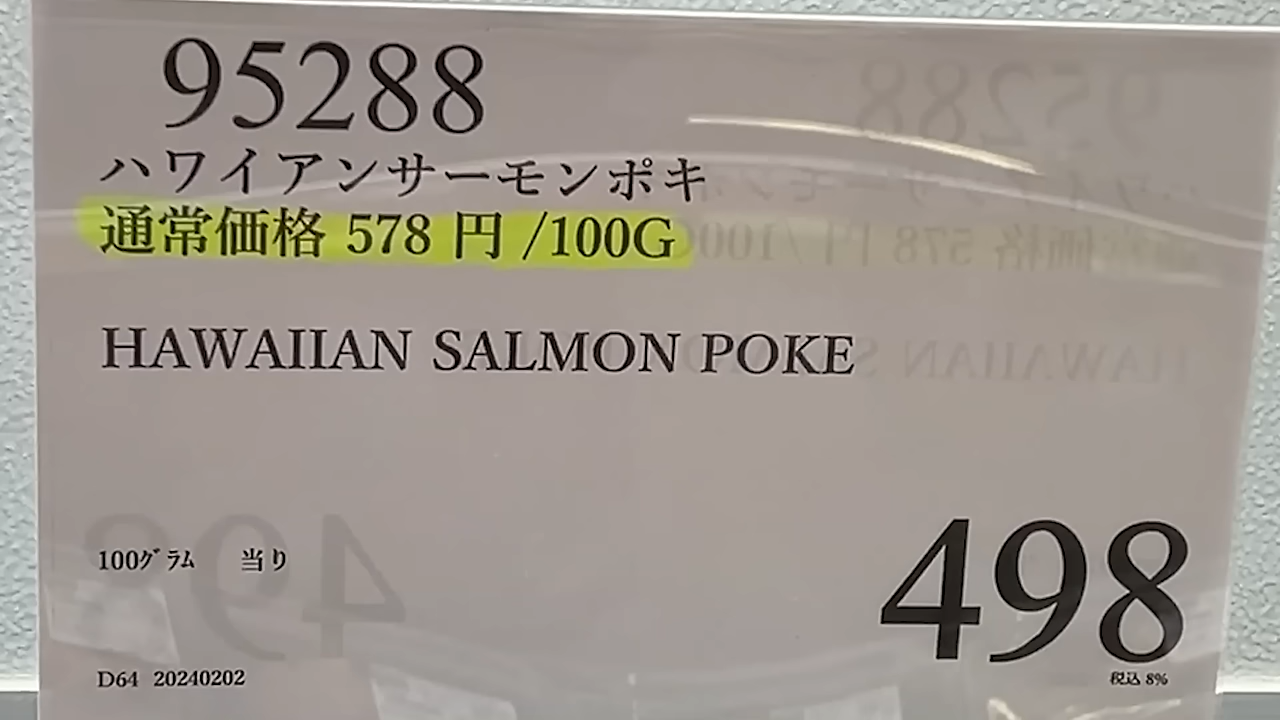 95288
ハワイアンサーモンポキ
通常価格 578 円 /100G
HAWAIIAN SALMON POKE
100グラム 当り
498
D64 20240202
税込 8%